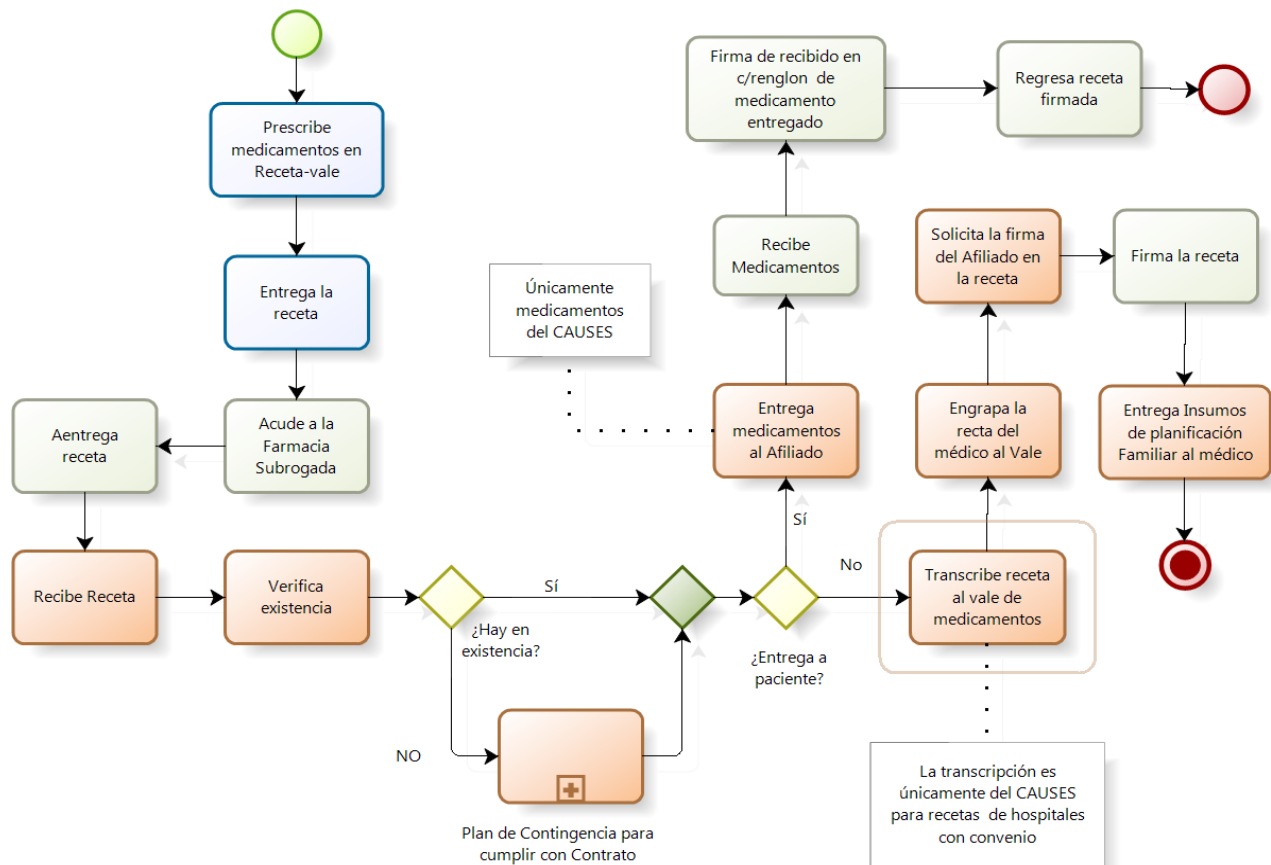 Prescribe
medicamentos en
Receta-vale
Entrega la
receta
Acude a la
Farmacia
Subrogada
Aentrega
receta
Recibe Receta
Verifica
existencia
¿Hay en
existencia?
Sí
NO
Plan de Contingencia para
cumplir con Contrato
¿Entrega a
paciente?
Sí
No
Entrega
medicamentos
al Afiliado
Únicamente
medicamentos
del CAUSES
Recibe
Medicamentos
Firma de recibido en
c/renglon de
medicamento
entregado
Regresa receta
firmada
Transcribe receta
al vale de
medicamentos
La transcripción es
únicamente del CAUSES
para recetas de hospitales
con convenio
Engrapa la
recta del
médico al Vale
Solicita la firma
del Afiliado en
la receta
Firma la receta
Entrega Insumos
de planificación
Familiar al médico